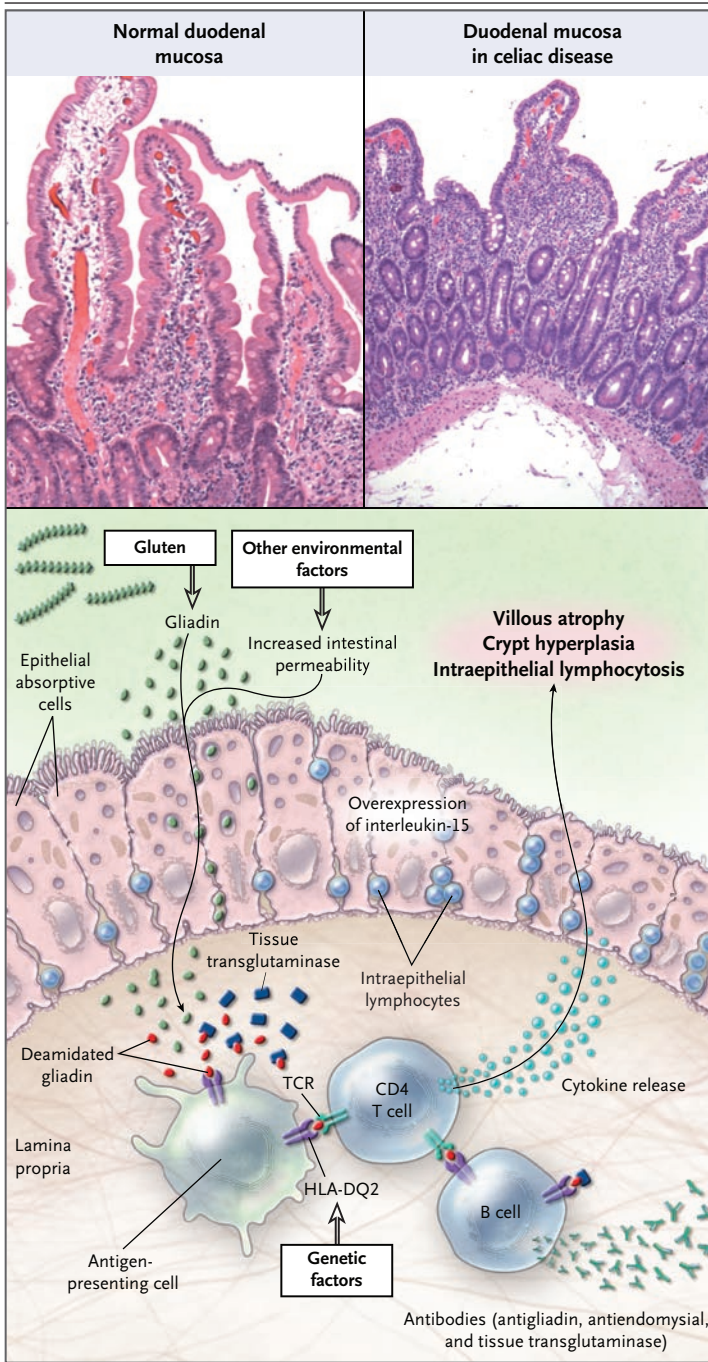 Normal duodenal
mucosa
Duodenal mucosa
in celiac disease
Gluten
Other environmental
factors
Gliadin
Increased intestinal
permeability
Villous atrophy
Crypt hyperplasia
Intraepithelial lymphocytosis
Epithelial
absorptive
cells
Overexpression
of interleukin-15
Tissue
transglutaminase
Intraepithelial
lymphocytes
Deamidated
gliadin
TCR
CD4
T cell
Cytokine release
Lamina
propria
HLA-DQ2
B cell
Antigen-
presenting cell
Genetic
factors
Antibodies (antigliadin, antiendomysial,
and tissue transglutaminase)